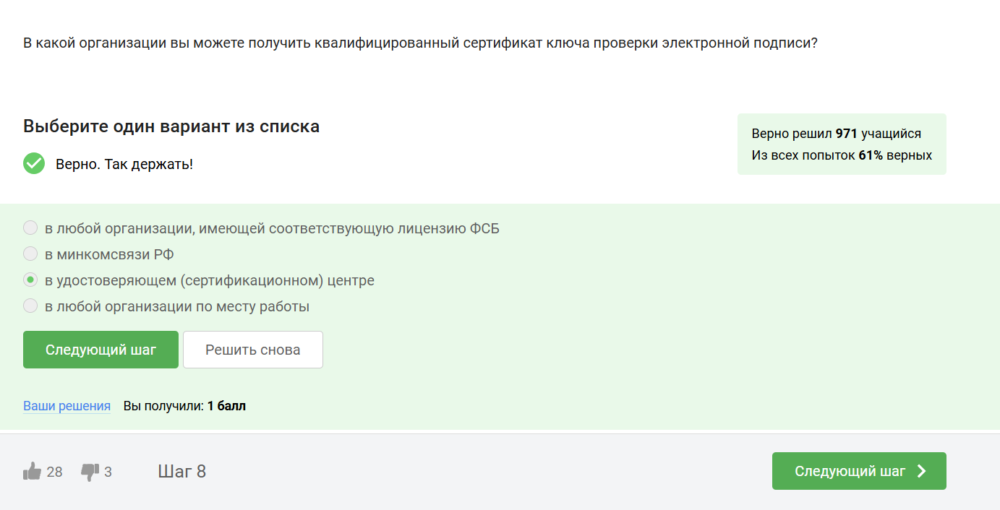 В какой организации вы можете получить квалифицированный сертификат ключа проверки электронной подписи?
Выберите один вариант из списка
Верно решил 971 учащийся
Из всех попыток 61% верных
Верно. Так держать!
в любой организации, имеющей соответствующую лицензию ФСБ
в минкомсвязи РФ
в удостоверяющем (сертификационном) центре
в любой организации по месту работы
Следующий шаг
Решить снова
Ваши решения Вы получили: 1 балл
28 3 Шаг 8 Следующий шаг